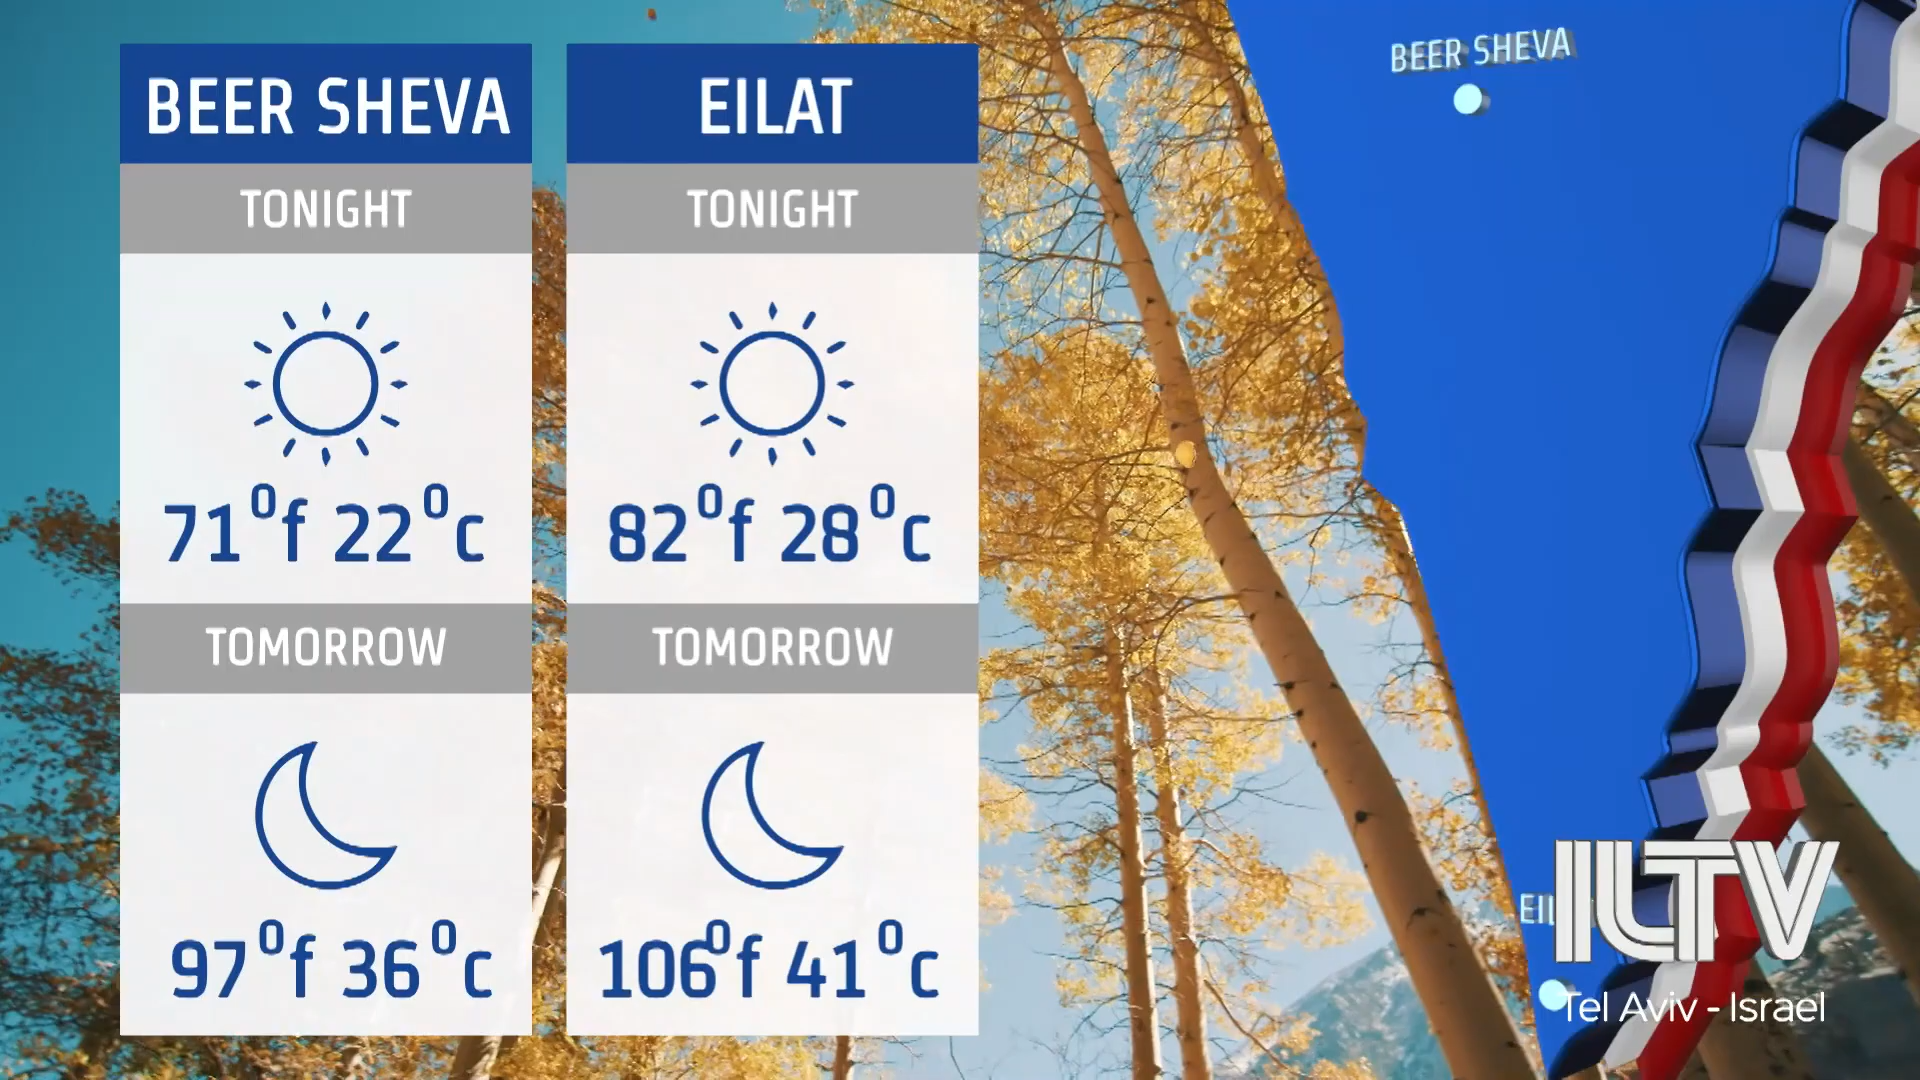 BEER SHEVA
TONIGHT
71°f 22°c
TOMORROW
97°f 36°c
EILAT
TONIGHT
82°f 28°c
TOMORROW
106°f 41°c
BEER SHEVA
ILTV
Tel Aviv - Israel